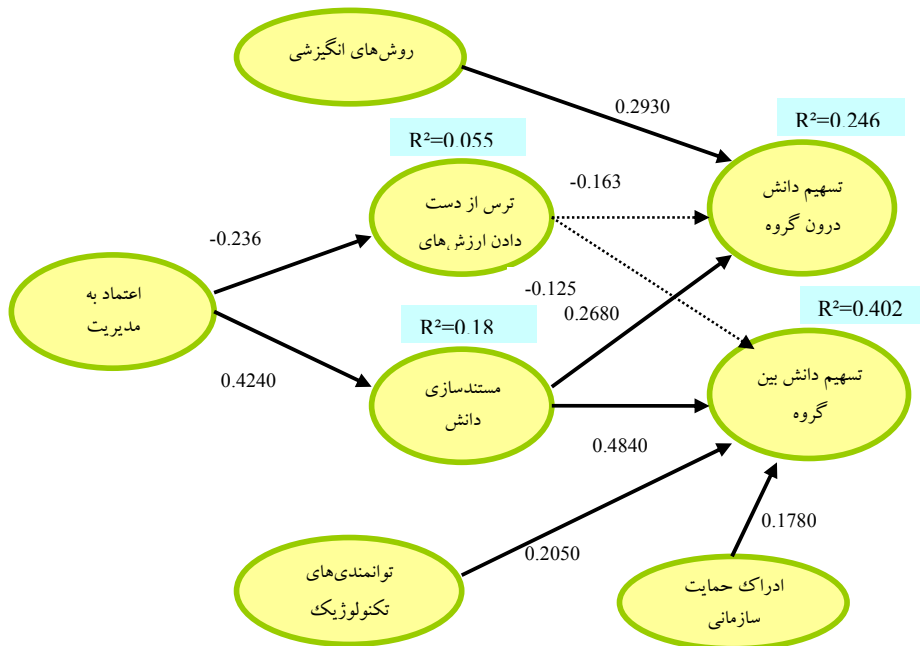 روش‌های انگیزشی
0.2930
R²=0.246
R²=0.055
ترس از دست
دادن ارزش‌های
-0.163
تسهیم دانش
درون گروه
-0.236
اعتماد به
مدیریت
-0.125
0.2680
R²=0.402
R²=0.18
0.4240
مستندسازی
دانش
تسهیم دانش بین
گروه
0.4840
0.2050
0.1780
توانمندی‌های
تکنولوژیک
ادراک حمایت
سازمانی